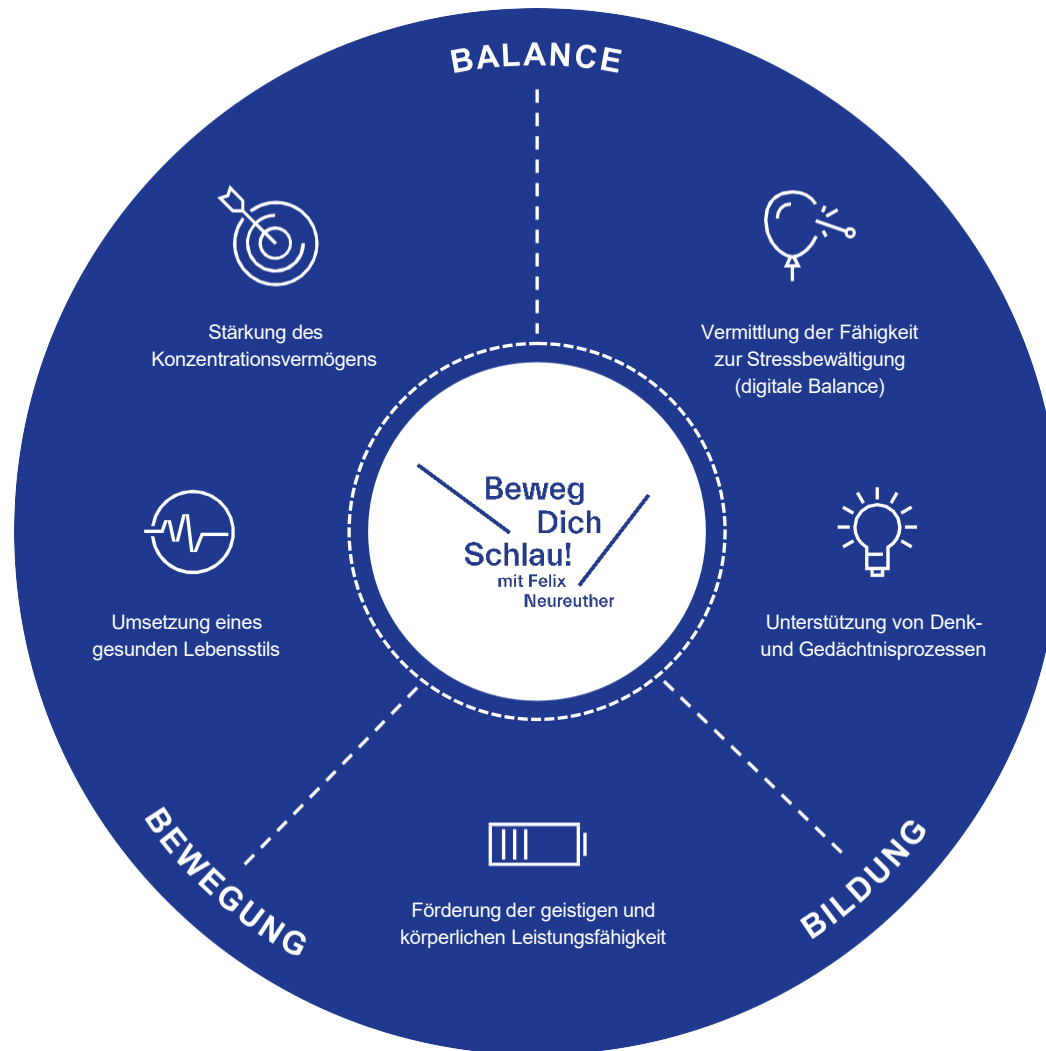 BALANCE
Stärkung des
Konzentrationsvermögens
Vermittlung der Fähigkeit
zur Stressbewältigung
(digitale Balance)
Beweg
Dich
Schlau!
mit Felix
Neureuther
Umsetzung eines
gesunden Lebensstils
Unterstützung von Denk-
und Gedächtnisprozessen
BEWEGUNG
BILDUNG
Förderung der geistigen und
körperlichen Leistungsfähigkeit